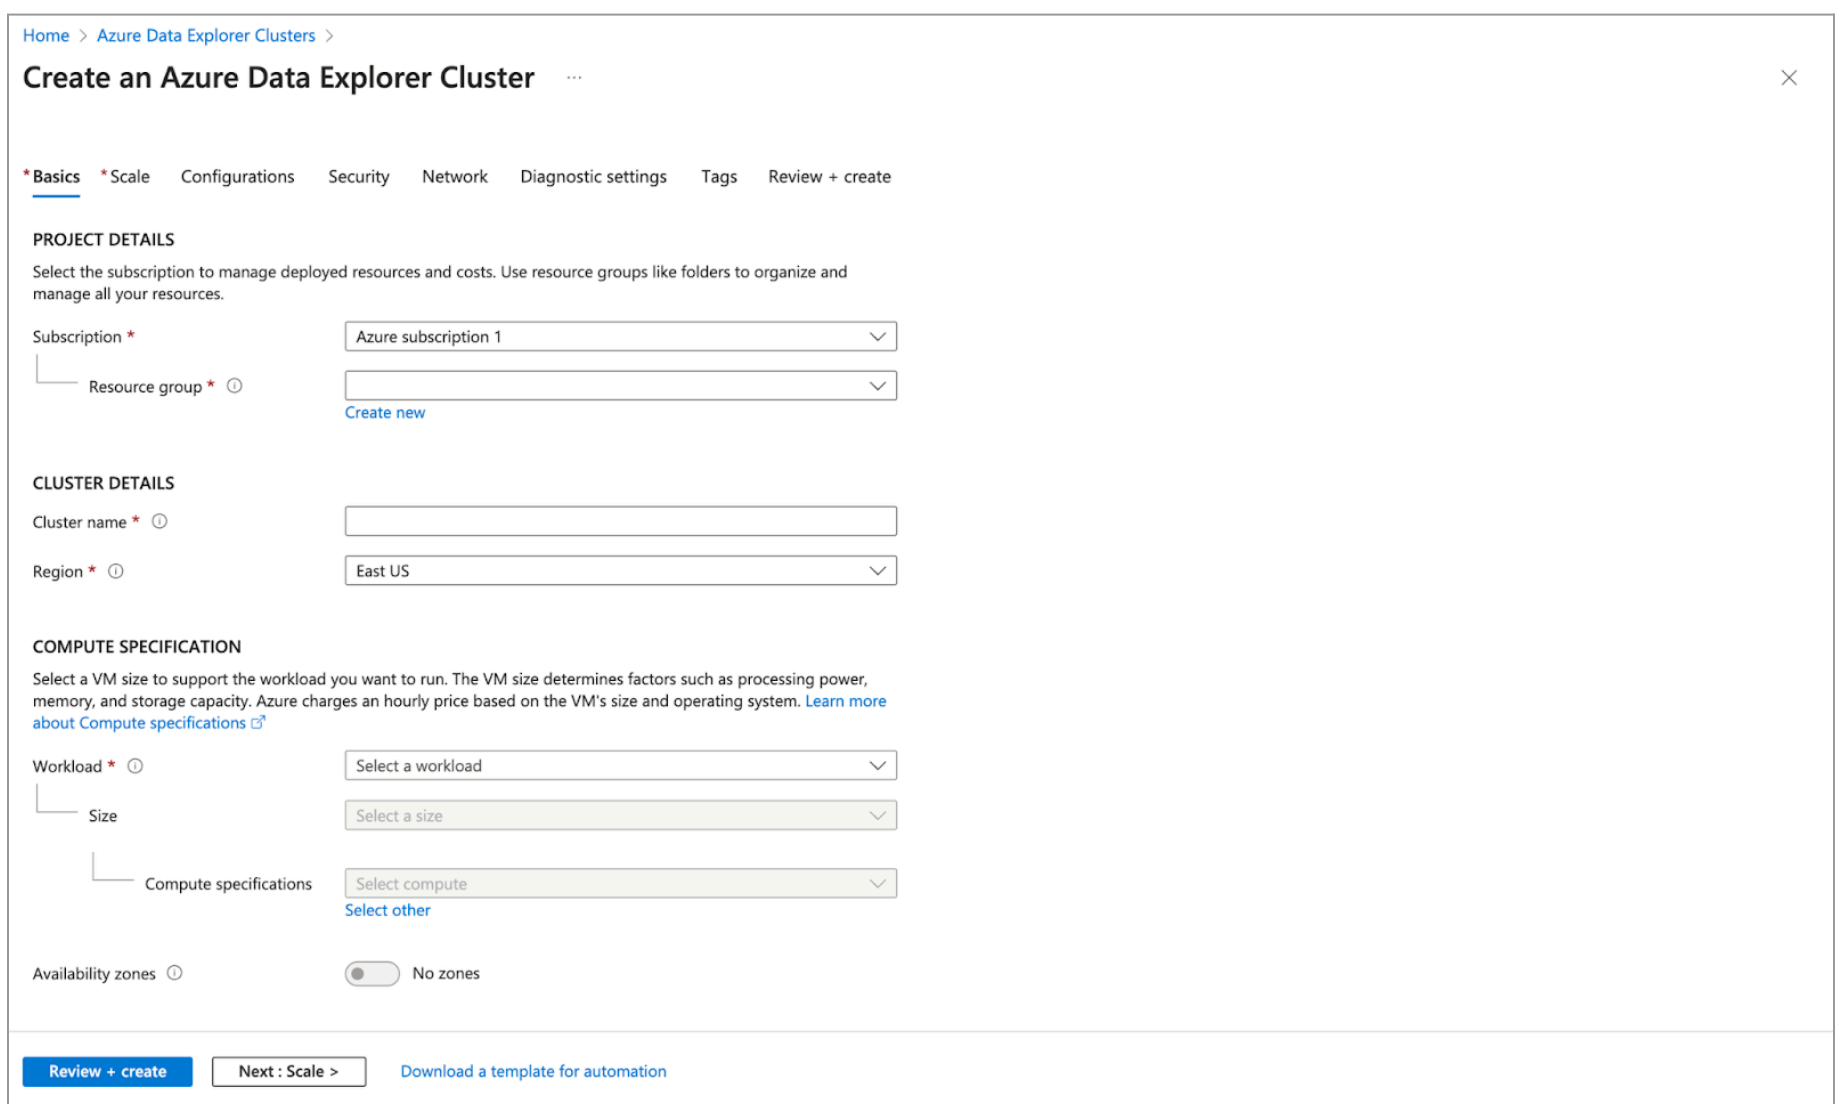 Home > Azure Data Explorer Clusters >
Create an Azure Data Explorer Cluster ...
*Basics *Scale Configurations Security Network Diagnostic settings Tags Review + create
PROJECT DETAILS
Select the subscription to manage deployed resources and costs. Use resource groups like folders to organize and
manage all your resources.
Subscription * Azure subscription 1
Resource group *
Create new
CLUSTER DETAILS
Cluster name *
Region * East US
COMPUTE SPECIFICATION
Select a VM size to support the workload you want to run. The VM size determines factors such as processing power,
memory, and storage capacity. Azure charges an hourly price based on the VM's size and operating system. Learn more
about Compute specifications
Workload * Select a workload
Size Select a size
Compute specifications Select compute
Select other
Availability zones No zones
Review + create Next : Scale > Download a template for automation